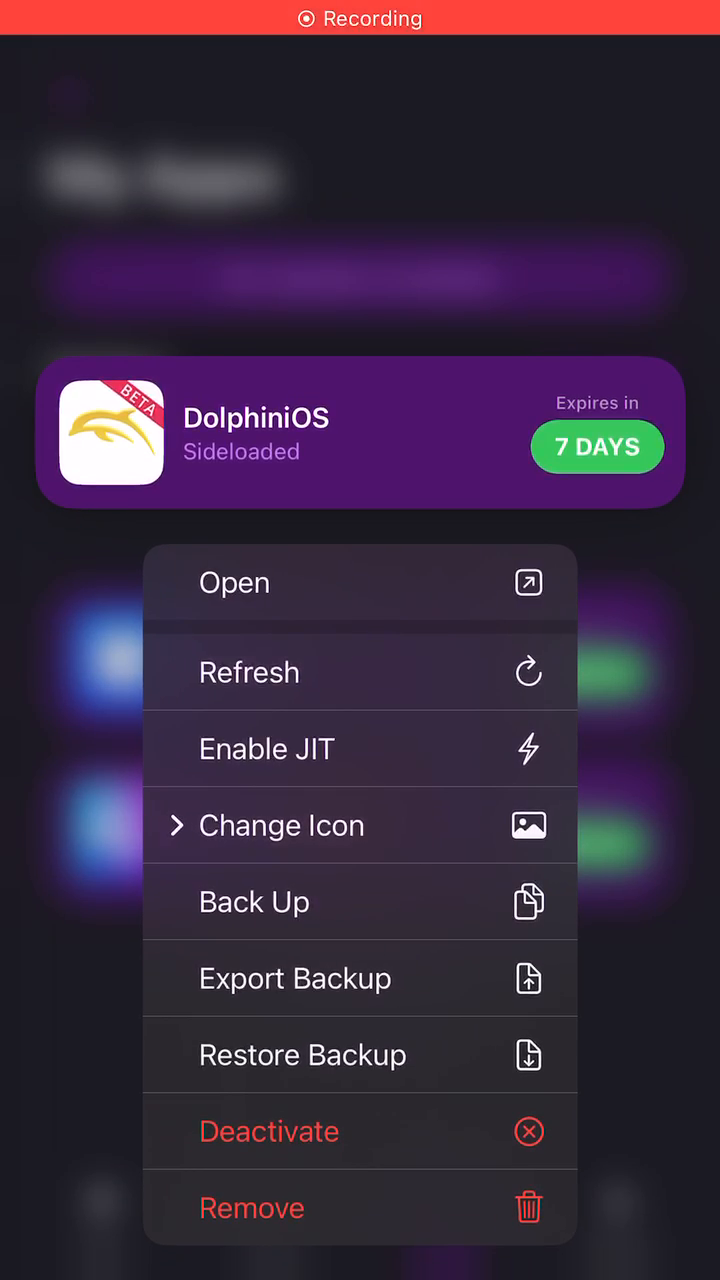 Recording
BETA
DolphiniOS
Sideloaded
Expires in
7 DAYS
Open
Refresh
Enable JIT
Change Icon
Back Up
Export Backup
Restore Backup
Deactivate
Remove